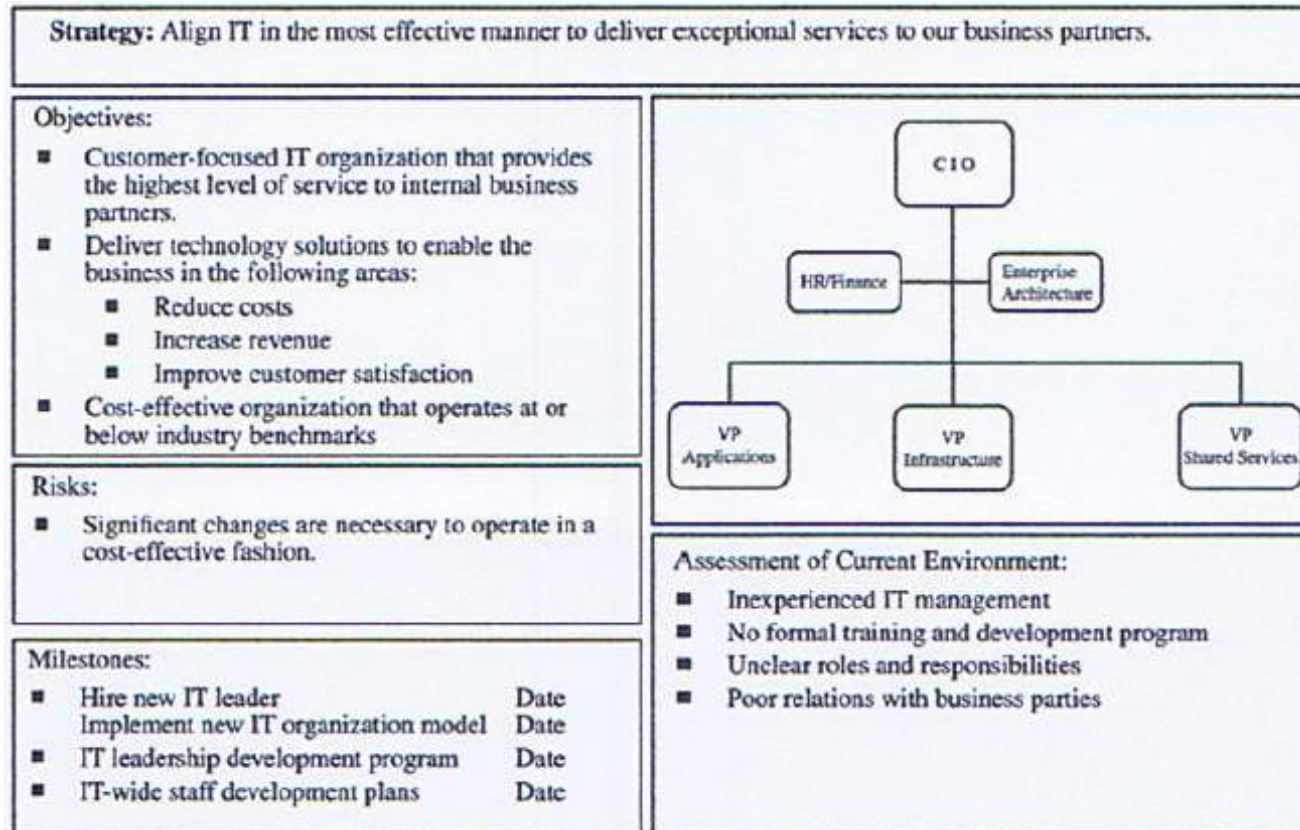 Strategy: Align IT in the most effective manner to deliver exceptional services to our business partners.
Objectives:
■ Customer-focused IT organization that provides
the highest level of service to internal business
partners.
■ Deliver technology solutions to enable the
business in the following areas:
■ Reduce costs
■ Increase revenue
■ Improve customer satisfaction
■ Cost-effective organization that operates at or
below industry benchmarks
Risks:
■ Significant changes are necessary to operate in a
cost-effective fashion.
Milestones:
■ Hire new IT leader Date
Implement new IT organization model Date
■ IT leadership development program Date
■ IT-wide staff development plans Date
CIO
HR/Finance
Enterprise
Architecture
VP
Applications
VP
Infrastructure
VP
Shared Services
Assessment of Current Environment:
■ Inexperienced IT management
■ No formal training and development program
■ Unclear roles and responsibilities
■ Poor relations with business parties